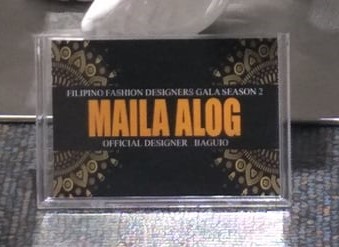 FILIPINO FASHION DESIGNERS GALA SEASON 2
MAILA ALOG
OFFICIAL DESIGNER BAGUIO